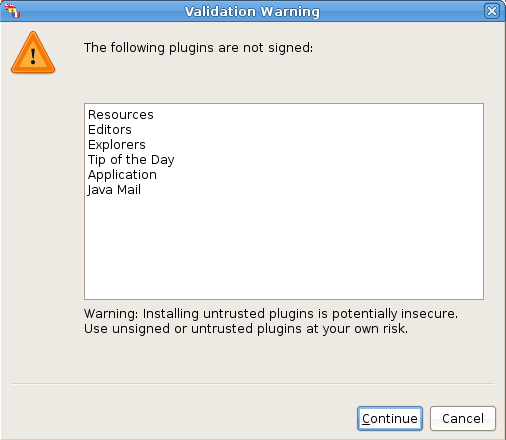 Validation Warning
The following plugins are not signed:
Resources
Editors
Explorers
Tip of the Day
Application
Java Mail
Warning: Installing untrusted plugins is potentially insecure.
Use unsigned or untrusted plugins at your own risk.
Continue
Cancel